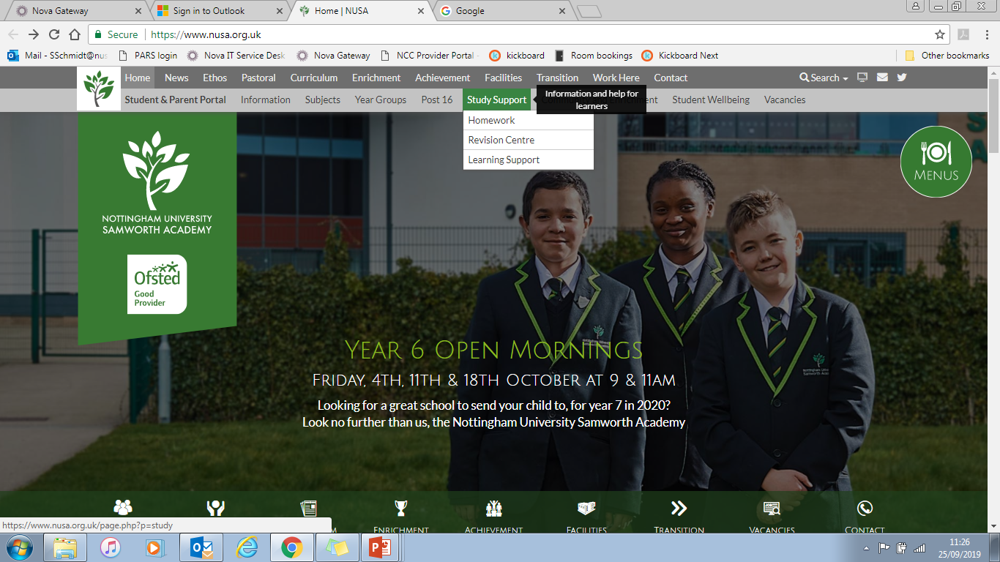 Nova Gateway
Sign in to Outlook
Home | NUSA
Google
Secure
https://www.nusa.org.uk
Mail - SSchmidt@nus
PARS login
Nova IT Service Desk
Nova Gateway
NCC Provider Portal -
kickboard
Room bookings
Kickboard Next
Other bookmarks
Home News Ethos Pastoral Curriculum Enrichment Achievement Facilities Transition Work Here Contact
Search
Student & Parent Portal Information Subjects Year Groups Post 16 Study Support Student Wellbeing Vacancies
Information and help for
learners
Homework
Revision Centre
Learning Support
MENUS
NOTTINGHAM UNIVERSITY
SAMWORTH ACADEMY
Ofsted
Good
Provider
Nottingham University
Samworth Academy
YEAR 6 OPEN MORNINGS
FRIDAY, 4TH, 11TH & 18TH OCTOBER AT 9 & 11AM
Looking for a great school to send your child to, for year 7 in 2020?
Look no further than us, the Nottingham University Samworth Academy
ENRICHMENT
ACHIEVEMENT
FACILITIES
TRANSITION
VACANCIES
CONTACT
https://www.nusa.org.uk/page.php?p=study
11:26
25/09/2019